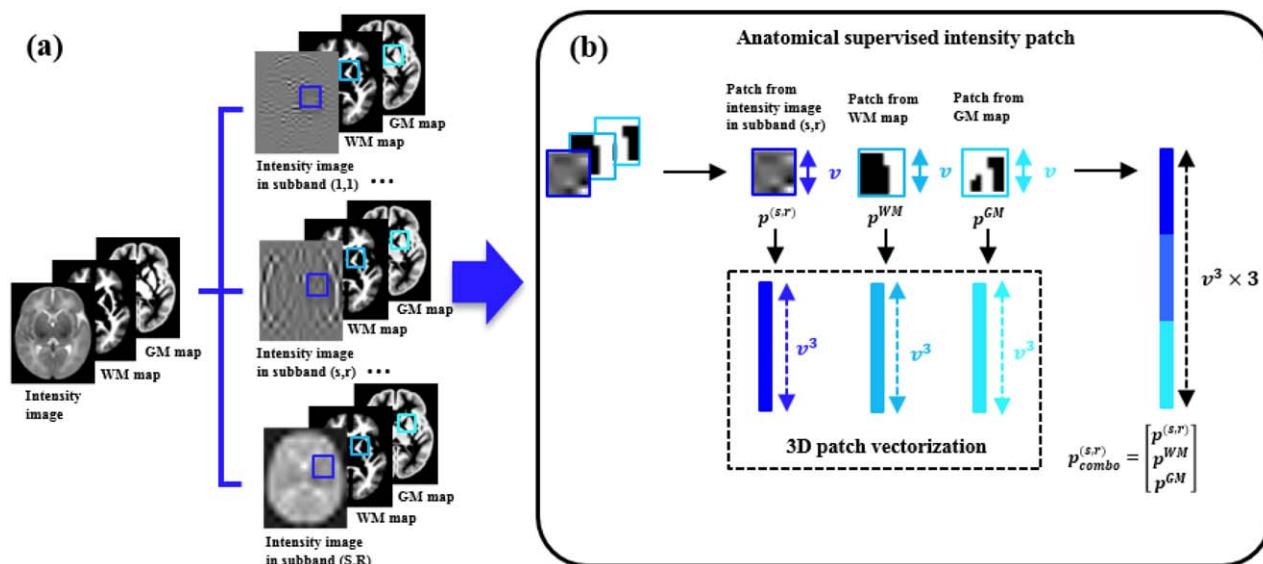 (a)
GM map
WM map
Intensity image
in subband (1,1)
...
GM map
WM map
Intensity image
in subband (s,r)
...
GM map
WM map
Intensity
image
GM map
WM map
Intensity image
in subband (S,R)
(b)
Anatomical supervised intensity patch
Patch from
intensity image
in subband (s,r)
Patch from
WM map
Patch from
GM map
v
v
v
p^(s,r)
p^WM
p^GM
v^3
v^3
v^3
3D patch vectorization
v^3 × 3
p_combo^(s,r) = [p^(s,r)
p^WM
p^GM]